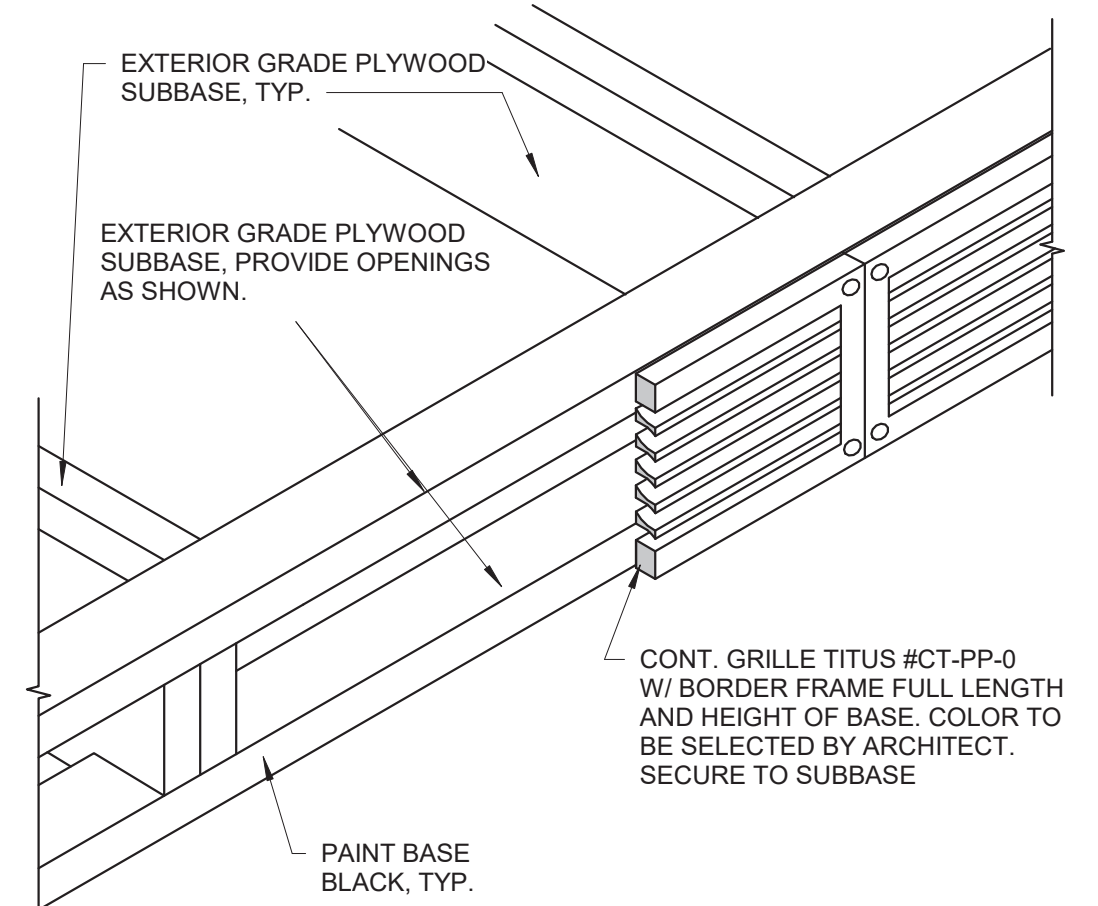 EXTERIOR GRADE PLYWOOD
SUBBASE, TYP.
EXTERIOR GRADE PLYWOOD
SUBBASE, PROVIDE OPENINGS
AS SHOWN.
CONT. GRILLE TITUS #CT-PP-0
W/ BORDER FRAME FULL LENGTH
AND HEIGHT OF BASE. COLOR TO
BE SELECTED BY ARCHITECT.
SECURE TO SUBBASE
PAINT BASE
BLACK, TYP.